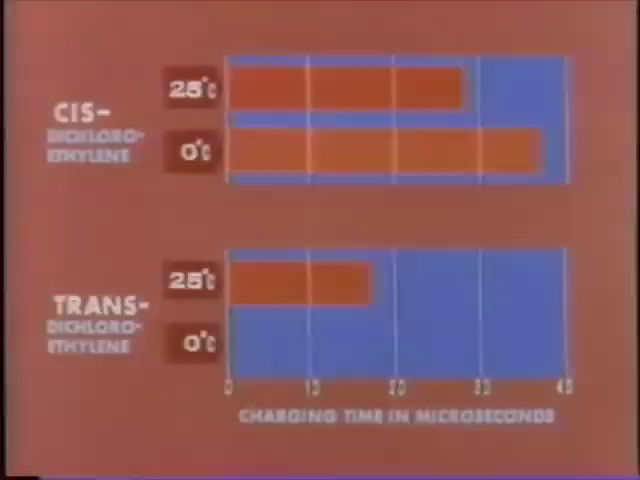 25°C
CIS-
DICHLORO-
ETHYLENE
0°C
25°C
TRANS-
DICHLORO-
ETHYLENE
0°C
0 10 20 30 40
CHARGING TIME IN MICROSECONDS